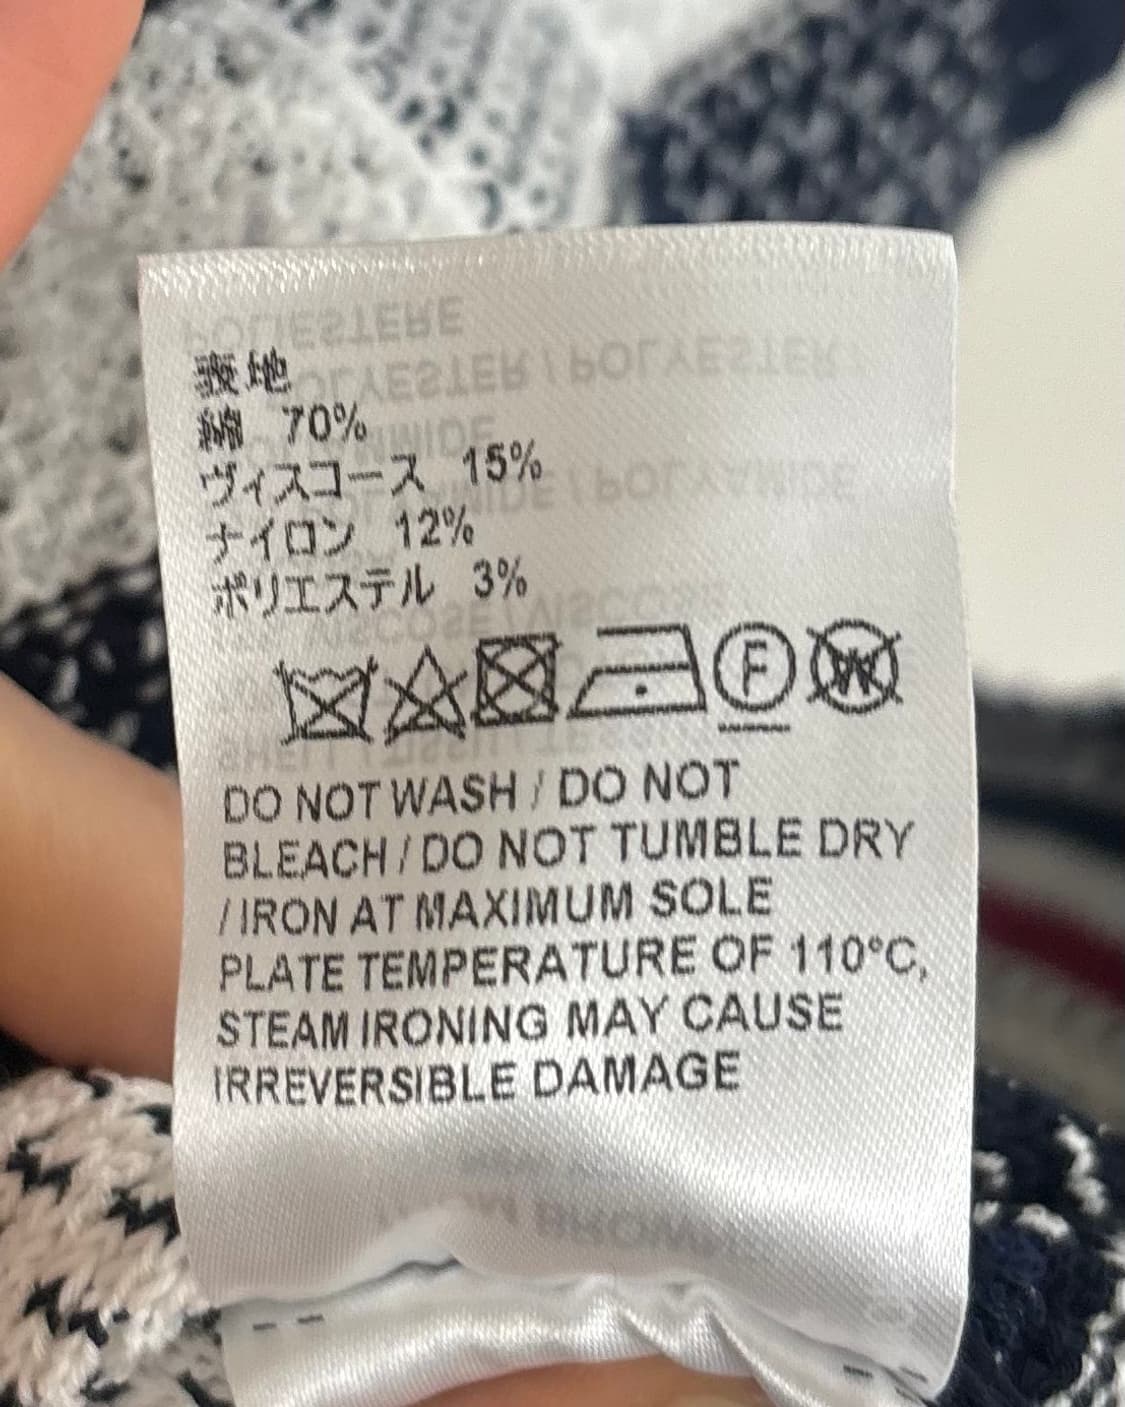 表地
綿 70%
ヴィスコース 15%
ナイロン 12%
ポリエステル 3%
F W
DO NOT WASH / DO NOT
BLEACH / DO NOT TUMBLE DRY
/ IRON AT MAXIMUM SOLE
PLATE TEMPERATURE OF 110°C,
STEAM IRONING MAY CAUSE
IRREVERSIBLE DAMAGE